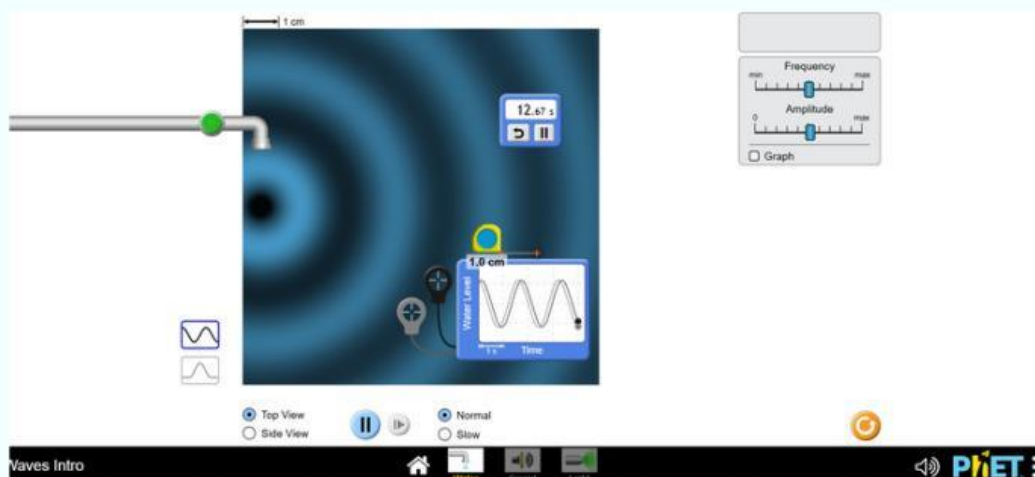 1 cm
Frequency
min max
12.67 s
Amplitude
0 max
Graph
1,0 cm
Water Level
1 s Time
Top View
Side View
Normal
Slow
Waves Intro
PhET